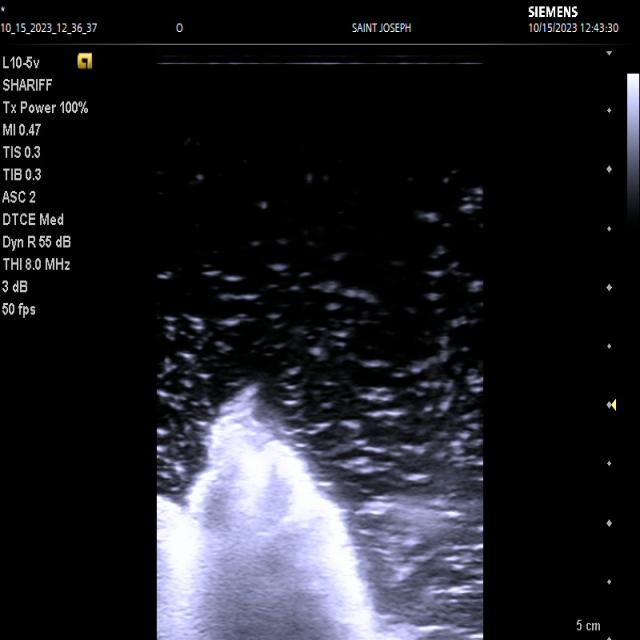 *
SIEMENS
10_15_2023_12_36_37 O SAINT JOSEPH 10/15/2023 12:43:30
L10-5v
SHARIFF
Tx Power 100%
MI 0.47
TIS 0.3
TIB 0.3
ASC 2
DTCE Med
Dyn R 55 dB
THI 8.0 MHz
3 dB
50 fps
5 cm